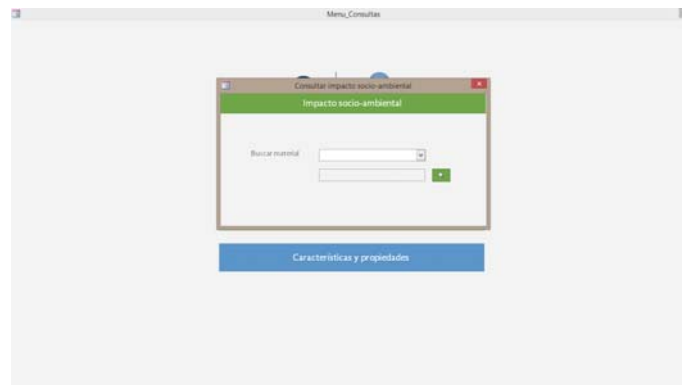 Menu_Consultas
Consultar impacto socio-ambiental
Impacto socio-ambiental
Buscar material
Características y propiedades